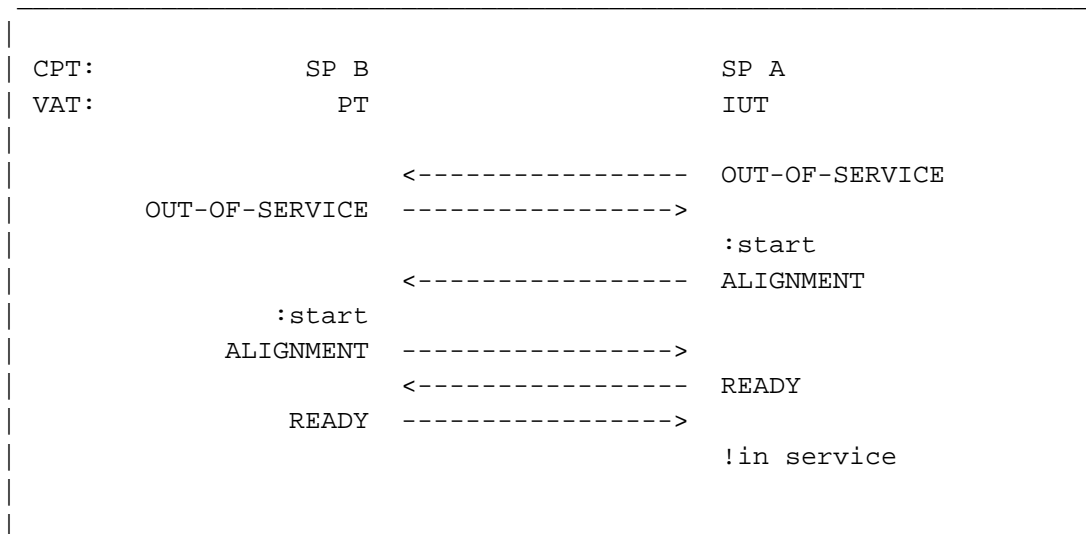 CPT: SP B SP A
VAT: PT IUT
<----------------- OUT-OF-SERVICE
OUT-OF-SERVICE ----------------->
:start
<----------------- ALIGNMENT
:start
ALIGNMENT ----------------->
<----------------- READY
READY ----------------->
!in service